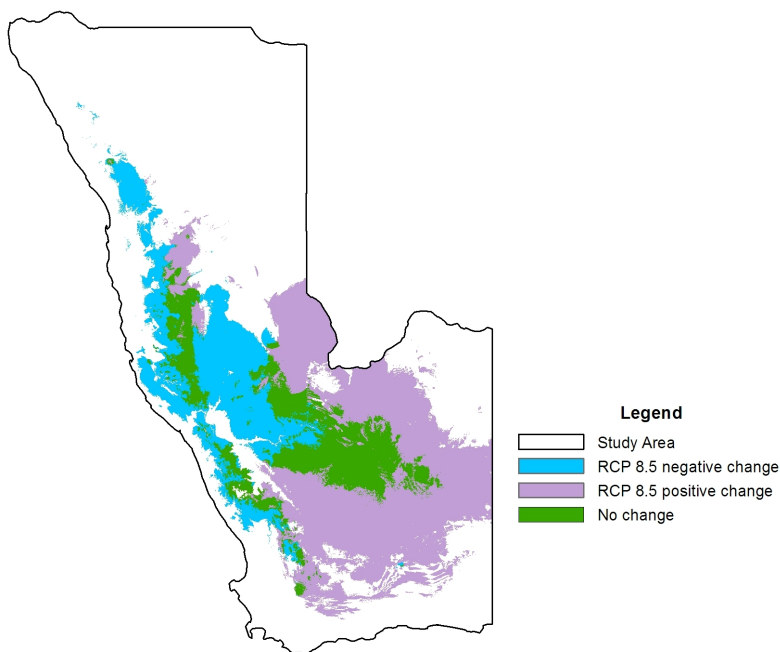 Legend
Study Area
RCP 8.5 negative change
RCP 8.5 positive change
No change